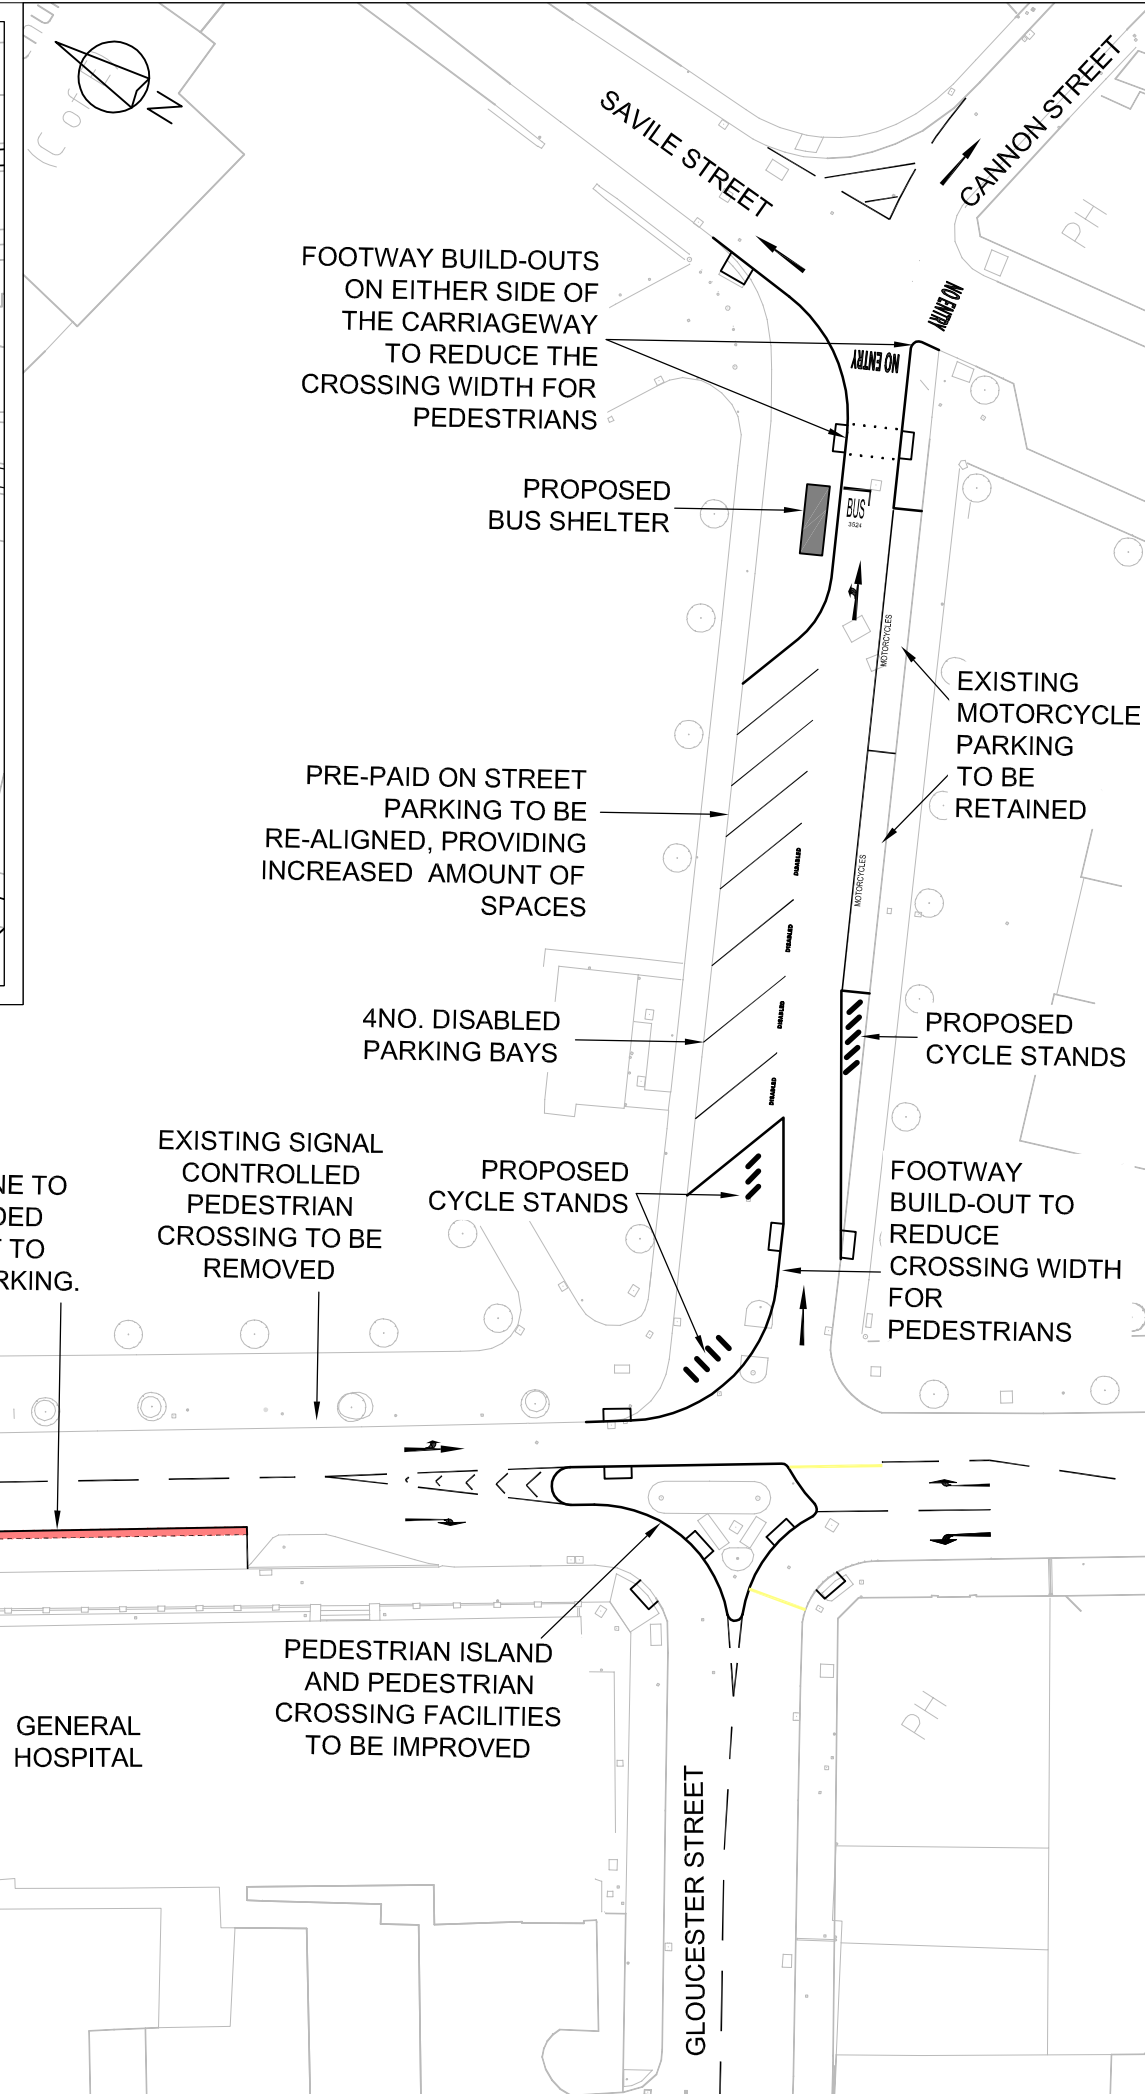 N
SAVILE STREET
CANNON STREET
PH
FOOTWAY BUILD-OUTS
ON EITHER SIDE OF
THE CARRIAGEWAY
TO REDUCE THE
CROSSING WIDTH FOR
PEDESTRIANS
NO ENTRY
NO ENTRY
PROPOSED
BUS SHELTER
BUS
3524
MOTORCYCLES
EXISTING
MOTORCYCLE
PARKING
TO BE
RETAINED
PRE-PAID ON STREET
PARKING TO BE
RE-ALIGNED, PROVIDING
INCREASED AMOUNT OF
SPACES
DISABLED
MOTORCYCLES
DISABLED
DISABLED
DISABLED
4NO. DISABLED
PARKING BAYS
PROPOSED
CYCLE STANDS
EXISTING SIGNAL
CONTROLLED
PEDESTRIAN
CROSSING TO BE
REMOVED
PROPOSED
CYCLE STANDS
FOOTWAY
BUILD-OUT TO
REDUCE
CROSSING WIDTH
FOR
PEDESTRIANS
NE TO
DED
T TO
RKING.
PEDESTRIAN ISLAND
AND PEDESTRIAN
CROSSING FACILITIES
TO BE IMPROVED
GENERAL
HOSPITAL
PH
GLOUCESTER STREET